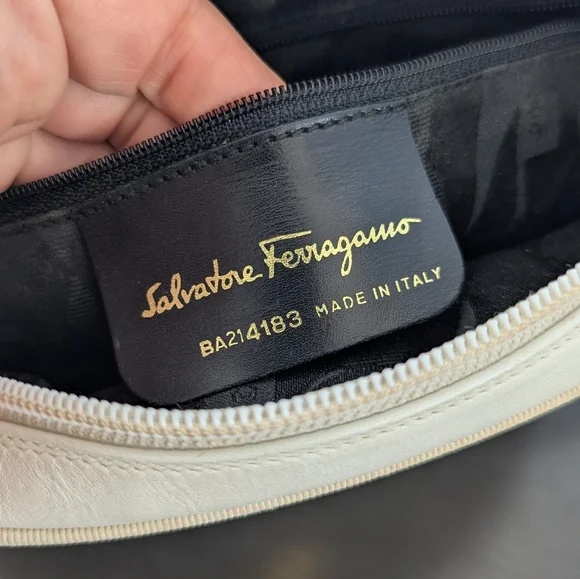 Salvatore Ferragamo
BA214183 MADE IN ITALY